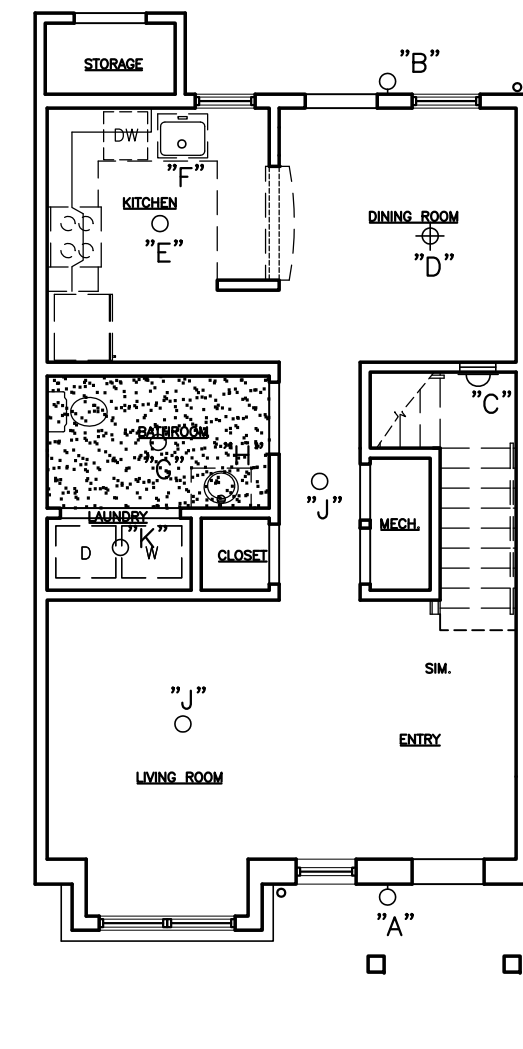 "B"
STORAGE
DW
"F"
KITCHEN
"E"
DINING ROOM
"D"
"C"
BATHROOM
"G"
"H"
"J"
LAUNDRY
"K"
D
W
CLOSET
MECH.
SIM.
"J"
ENTRY
LIVING ROOM
"A"